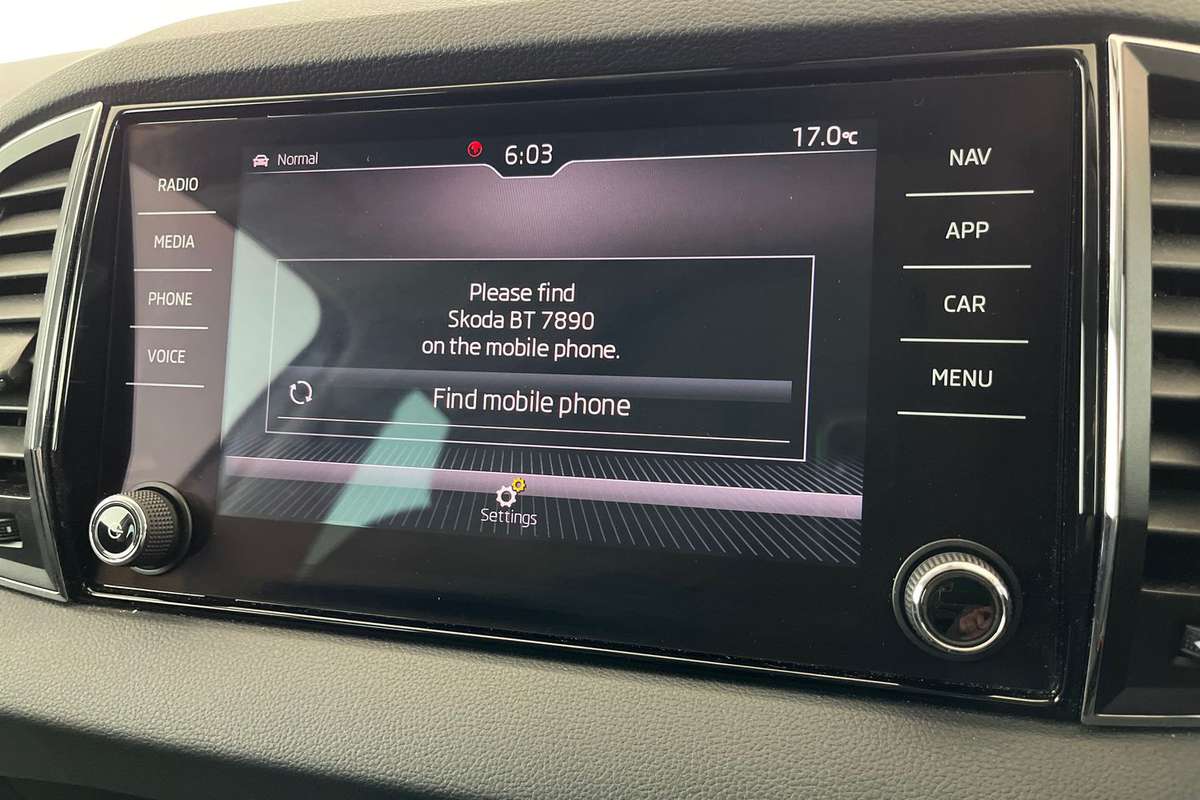 Normal
6:03
17.0°C
RADIO
MEDIA
PHONE
VOICE
Please find
Skoda BT 7890
on the mobile phone.
Find mobile phone
Settings
NAV
APP
CAR
MENU